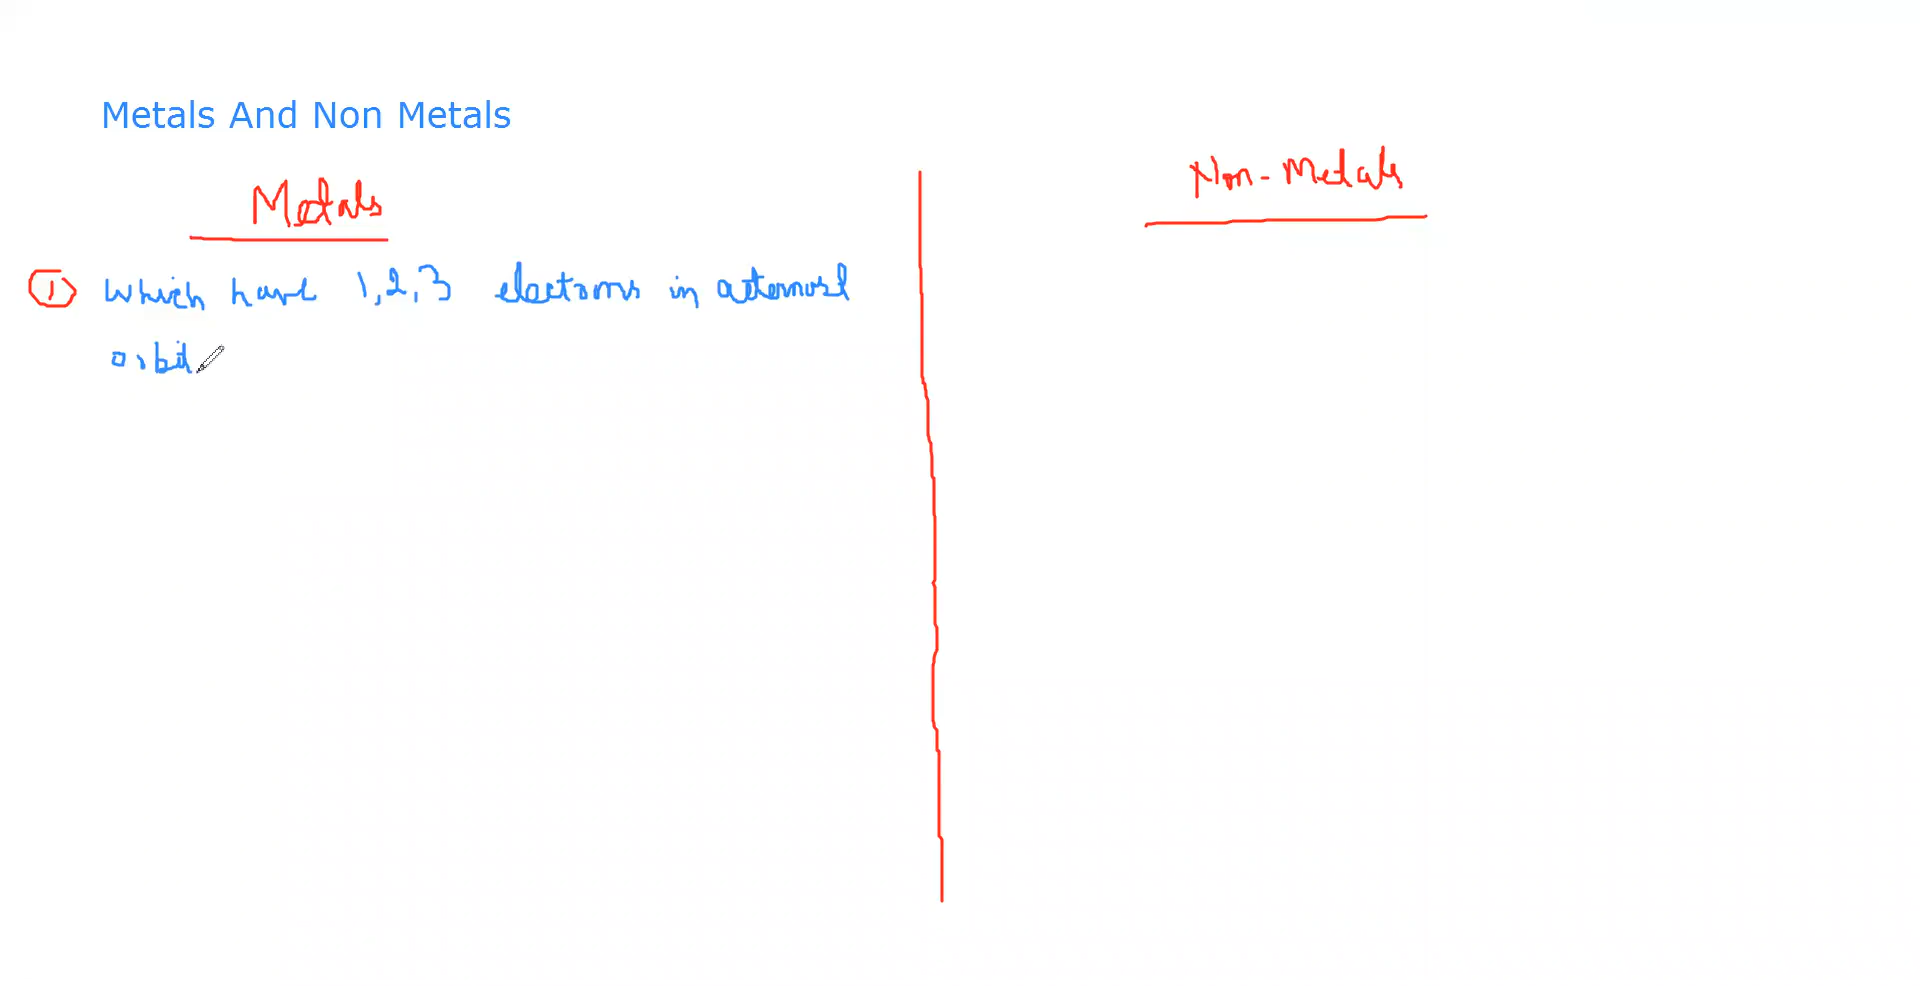 Metals And Non Metals
Metals
Non-Metals
① Which have 1,2,3 electrons in outermost
orbit